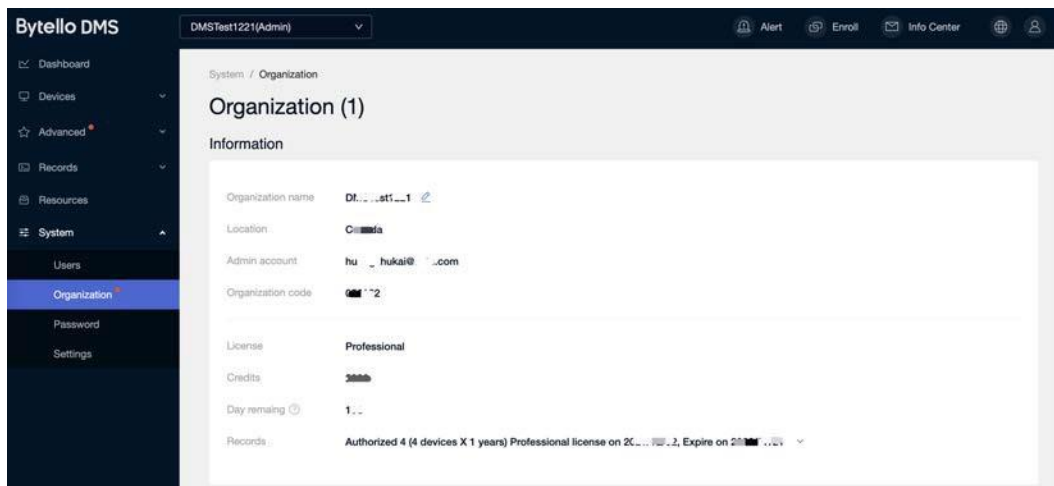 Bytello DMS
DMSTest1221(Admin)
Alert
Enroll
Info Center
Dashboard
Devices
Advanced
Records
Resources
System
Users
Organization
Password
Settings
System / Organization
Organization (1)
Information
Organization name
Location
Admin account
Organization code
License Professional
Credits
Day remaing
Records Authorized 4 (4 devices X 1 years) Professional license on Expire on